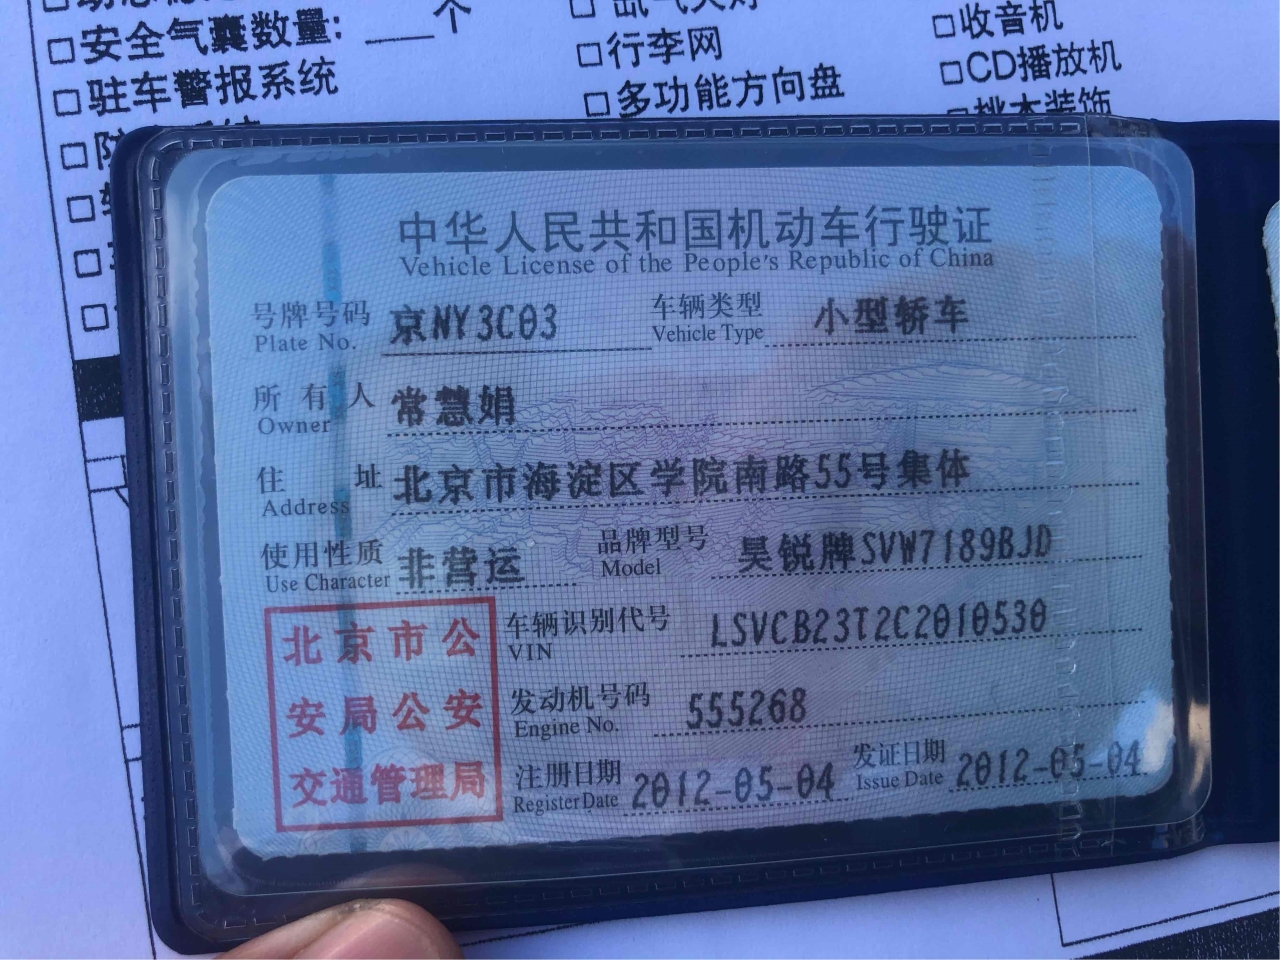 □安全气囊数量: ___个
□行李网
□收音机
□驻车警报系统
□多功能方向盘
□CD播放机
中华人民共和国机动车行驶证
Vehicle License of the People's Republic of China
号牌号码 京NY3C03 车辆类型 小型轿车
Plate No. Vehicle Type
所有人 常慧娟
Owner
住址 北京市海淀区学院南路55号集体
Address
使用性质 非营运 品牌型号 昊锐牌SVW7189BJD
Use Character Model
北京市公
安局公安
交通管理局
车辆识别代号 LSVCB23T2C2010530
VIN
发动机号码 555268
Engine No.
注册日期 2012-05-04 发证日期 2012-05-04
Register Date Issue Date